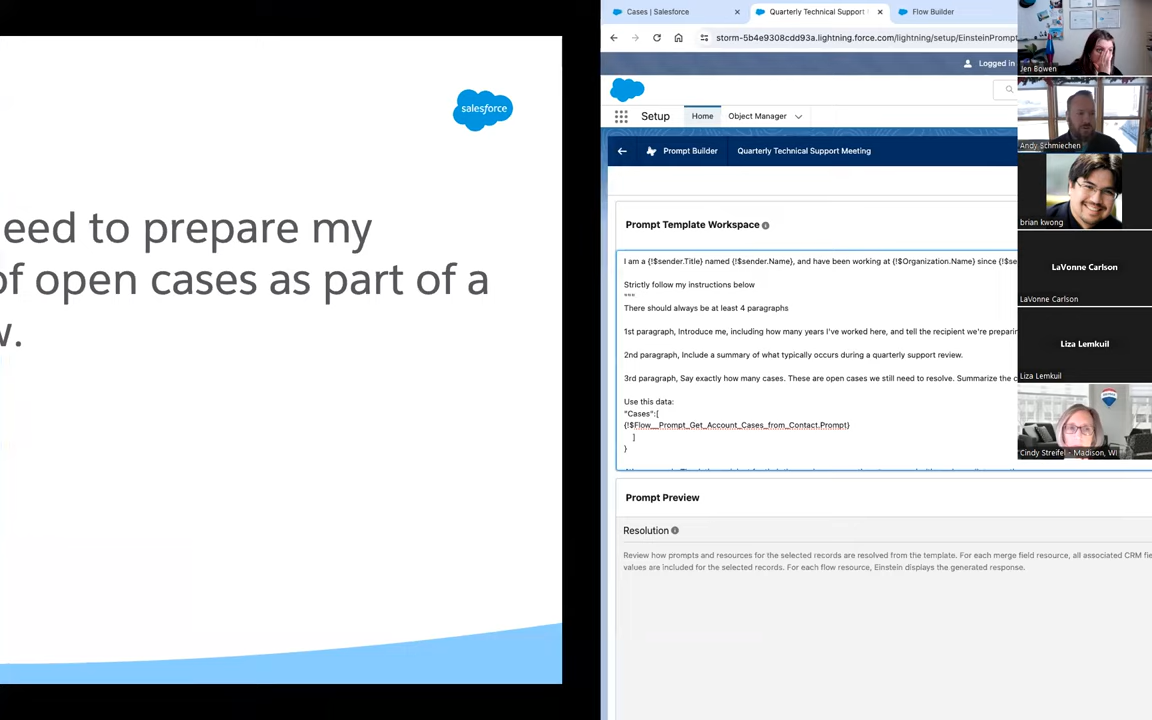 salesforce
eed to prepare my
of open cases as part of a
w.
Cases | Salesforce
Quarterly Technical Support
Flow Builder
storm-5b4e9308cdd93a.lightning.force.com/lightning/setup/EinsteinPrompt
Logged in
Setup
Home
Object Manager
Prompt Builder
Quarterly Technical Support Meeting
Prompt Template Workspace
I am a {!$sender.Title} named {!$sender.Name}, and have been working at {!$Organization.Name} since {!$se
Strictly follow my instructions below
"""
There should always be at least 4 paragraphs
1st paragraph, Introduce me, including how many years I've worked here, and tell the recipient we're preparin
2nd paragraph, Include a summary of what typically occurs during a quarterly support review.
3rd paragraph, Say exactly how many cases. These are open cases we still need to resolve. Summarize the c
Use this data:
"Cases":[
{!$Flow__Prompt_Get_Account_Cases_from_Contact.Prompt}
]
}
Prompt Preview
Resolution
Review how prompts and resources for the selected records are resolved from the template. For each merge field resource, all associated CRM fie
values are included for the selected records. For each flow resource, Einstein displays the generated response.
Jen Bowen
Andy Schmiechen
brian kwong
LaVonne Carlson
LaVonne Carlson
Liza Lemkuil
Liza Lemkuil
Cindy Streifel - Madison, Wi